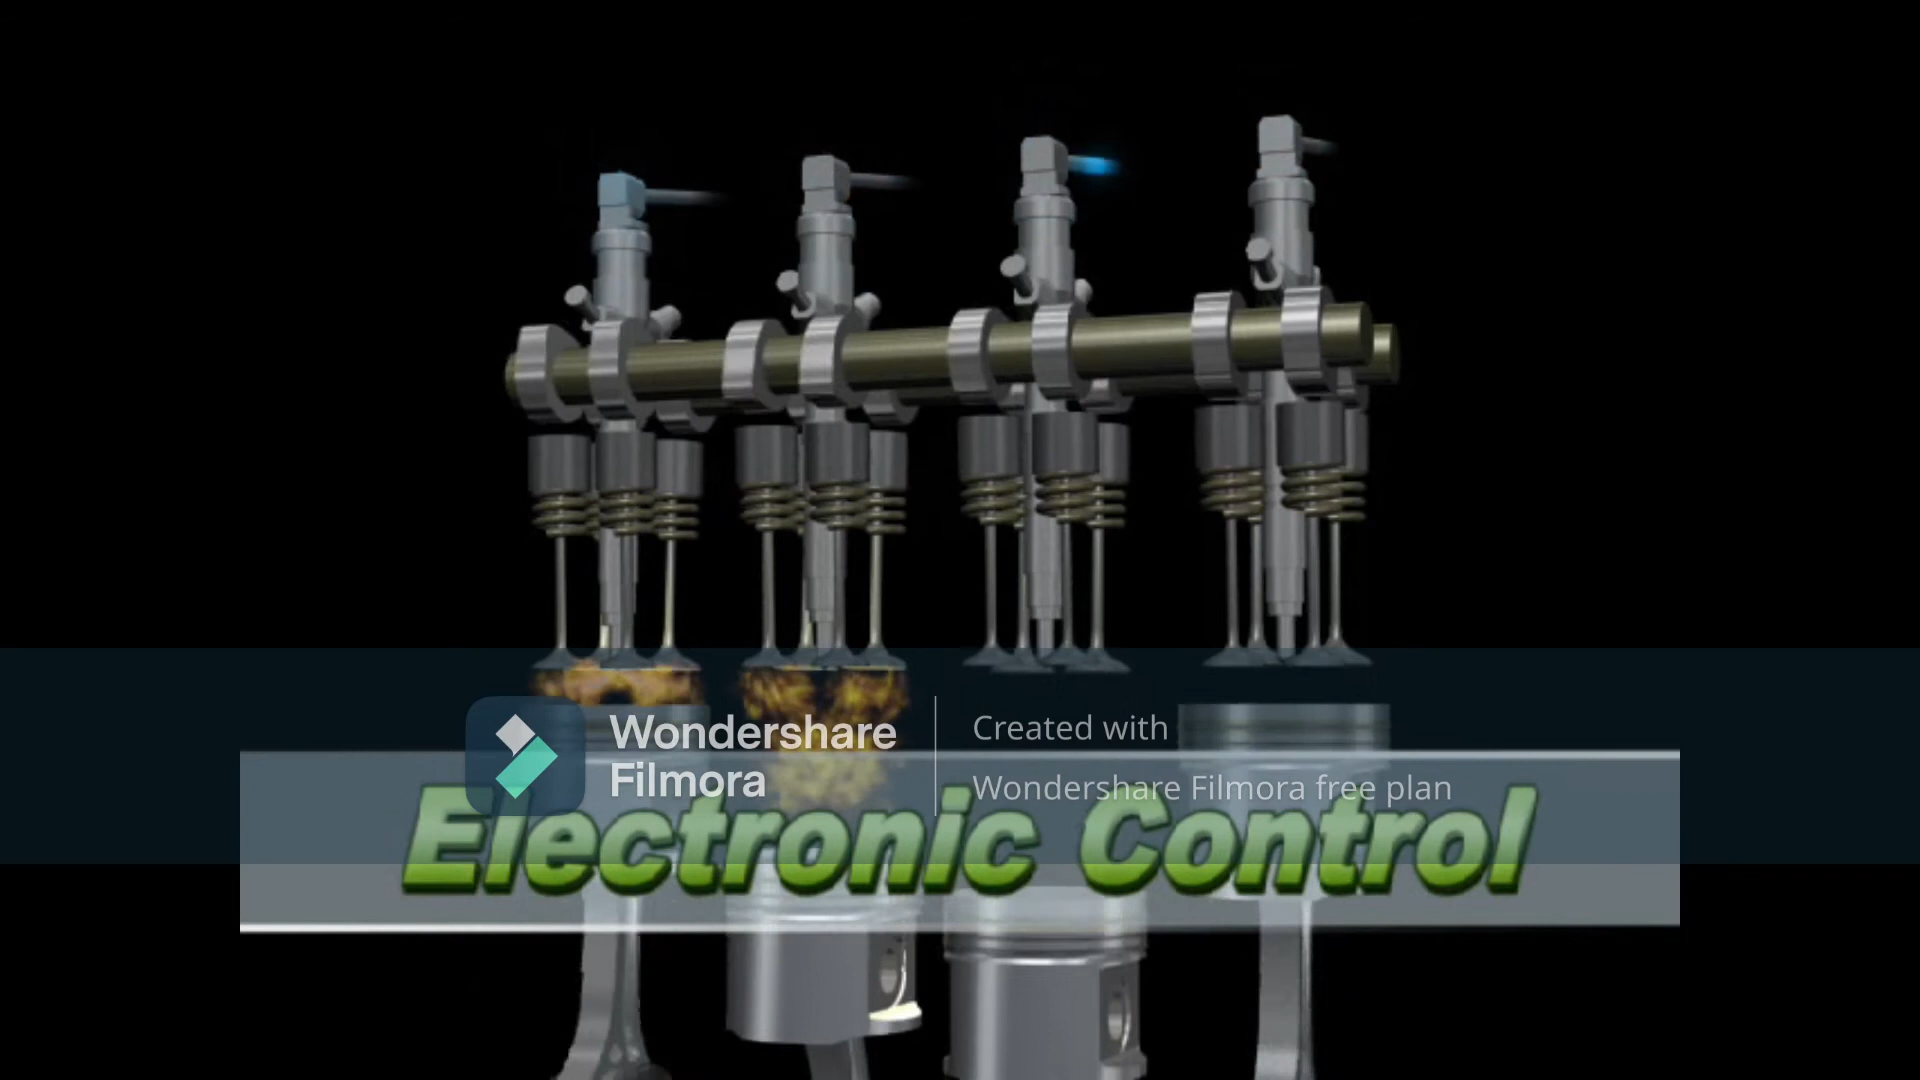 Wondershare
Filmora
Created with
Wondershare Filmora free plan
Electronic Control